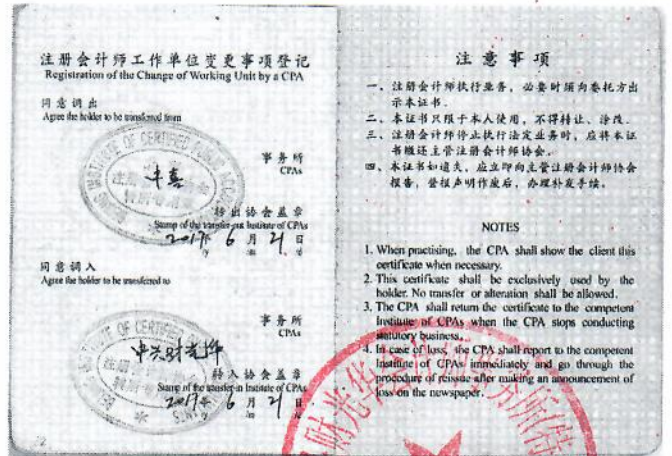 注册会计师工作单位变更事项登记
Registration of the Change of Working Unit by a CPA
同意调出
Agree the holder to be transferred from
事务所
CPAs
转出协会盖章
Stamp of the transfer-out Institute of CPAs
2017年 6 月 21 日
同意调入
Agree the holder to be transferred to
中兴财光华
事务所
CPAs
转入协会盖章
Stamp of the transfer-in Institute of CPAs
2017年 6 月 21 日
注意事项
一、注册会计师执行业务，必要时须向委托方出
示本证书。
二、本证书只限于本人使用，不得转让、涂改。
三、注册会计师停止执行法定业务时，应将本证
书缴还主管注册会计师协会。
四、本证书如遗失，应立即向主管注册会计师协会
报告，登报声明作废后，办理补发手续。
NOTES
1. When practising, the CPA shall show the client this
certificate when necessary.
2. This certificate shall be exclusively used by the
holder. No transfer or alteration shall be allowed.
3. The CPA shall return the certificate to the competent
Institute of CPAs when the CPA stops conducting
statutory business.
4. In case of loss, the CPA shall report to the competent
Institute of CPAs immediately and go through the
procedure of reissue after making an announcement of
loss on the newspaper.